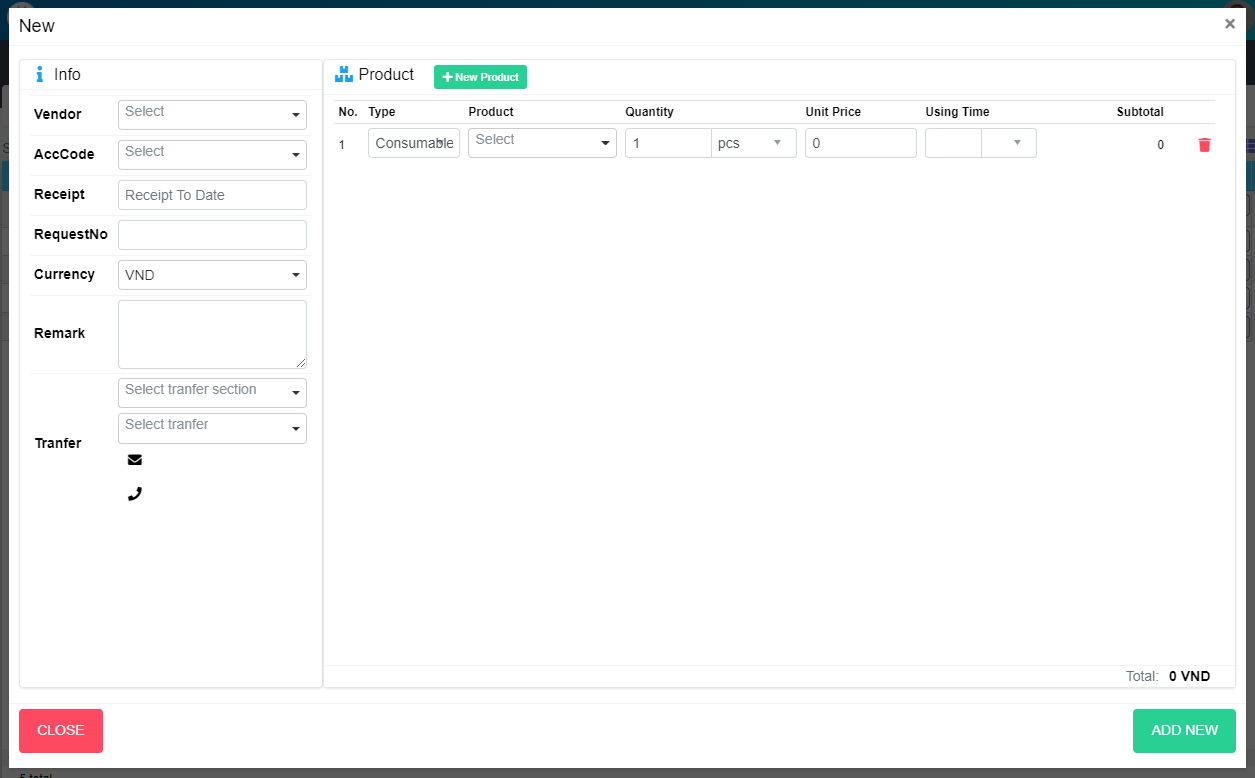 New
×
Info
Vendor Select
AccCode Select
Receipt Receipt To Date
RequestNo
Currency VND
Remark
Select tranfer section
Select tranfer
Tranfer
Product New Product
No. Type Product Quantity Unit Price Using Time Subtotal
1 Consumable Select 1 pcs 0 0
Total: 0 VND
CLOSE ADD NEW
5 total